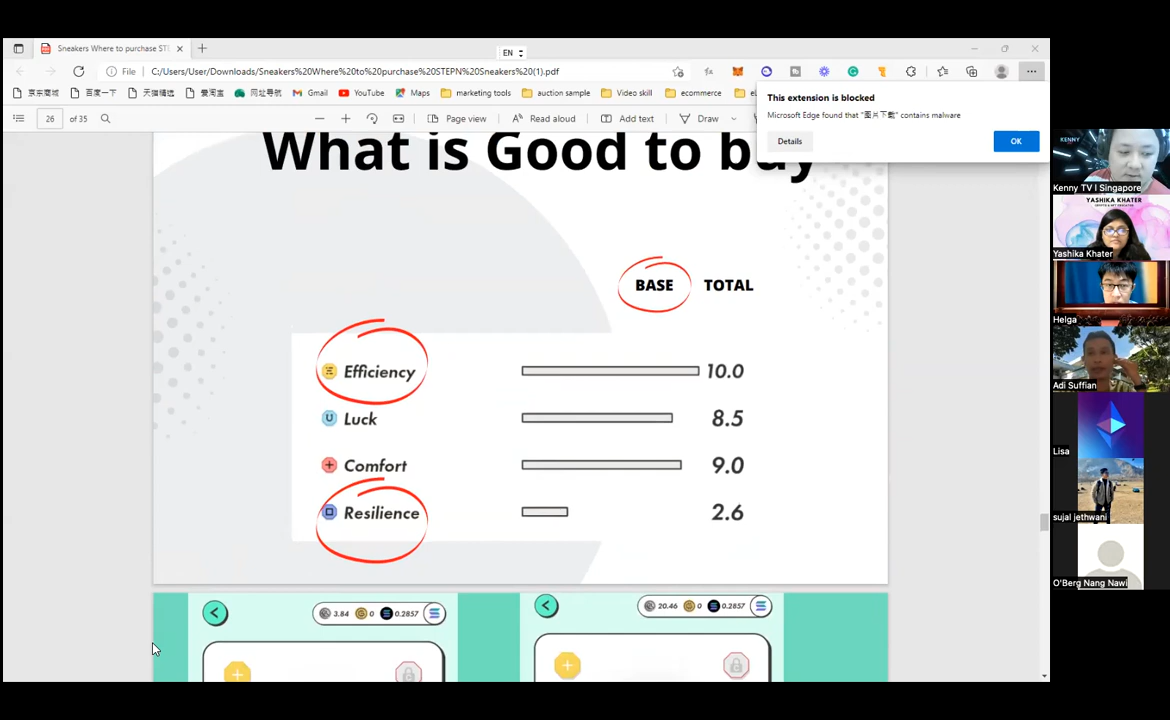 Sneakers Where to purchase STE
EN
File
C:/Users/User/Downloads/Sneakers%20Where%20to%20purchase%20STEPN%20Sneakers%20(1).pdf
京东商城
百度一下
天猫精选
爱淘宝
网址导航
Gmail
YouTube
Maps
marketing tools
auction sample
Video skill
ecommerce
26 of 35
Page view
Read aloud
Add text
Draw
This extension is blocked
Microsoft Edge found that "图片下载" contains malware
Details
OK
What is Good to buy
BASE TOTAL
Efficiency 10.0
Luck 8.5
Comfort 9.0
Resilience 2.6
3.84 0 0.2857
20.46 0 0.2857
KENNY
Kenny TV I Singapore
YASHIKA KHATER
Yashika Khater
Helga
Adi Suffian
Lisa
sujal jethwani
O'Berg Nang Nawi